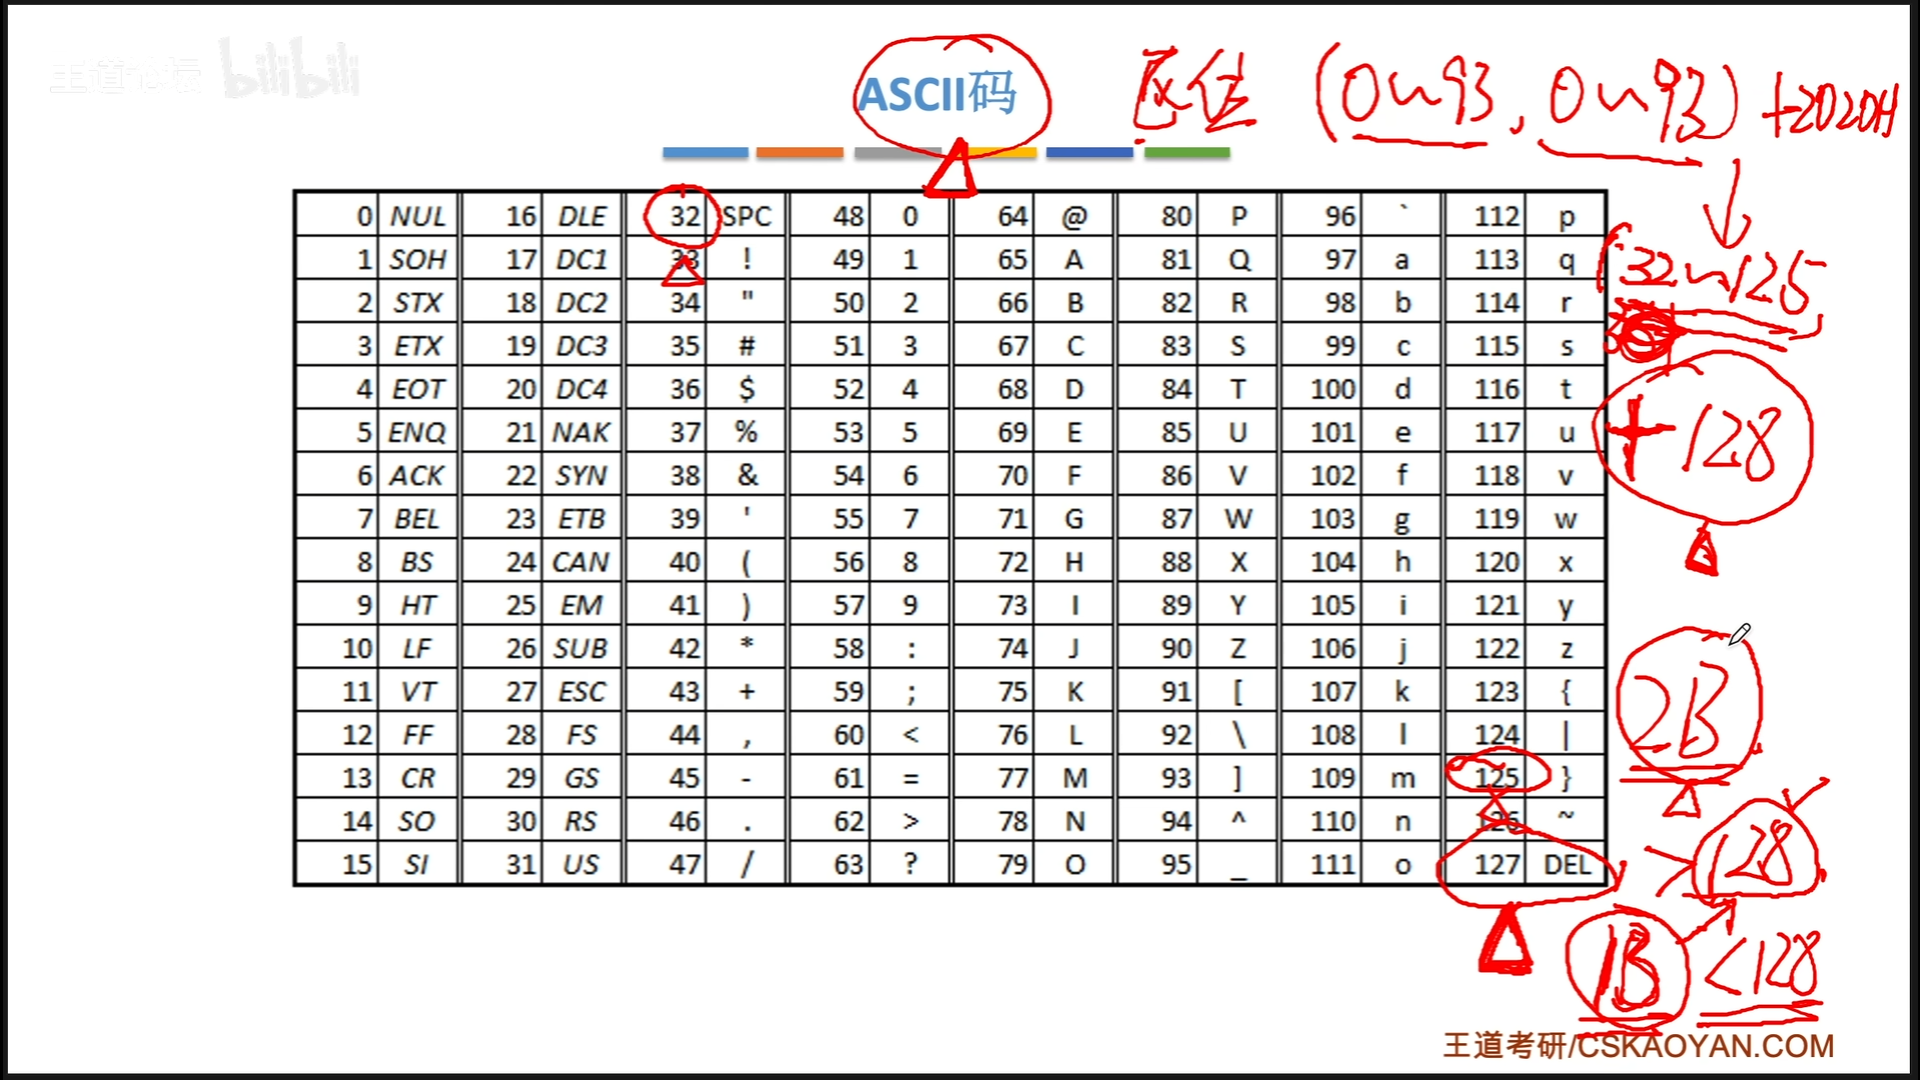 王道论坛 bilibili
ASCII码
区位 (0~93, 0~93) +2020H
0 NUL 16 DLE 32 SPC 48 0 64 @ 80 P 96 ` 112 p
1 SOH 17 DC1 33 ! 49 1 65 A 81 Q 97 a 113 q
2 STX 18 DC2 34 " 50 2 66 B 82 R 98 b 114 r
3 ETX 19 DC3 35 # 51 3 67 C 83 S 99 c 115 s
4 EOT 20 DC4 36 $ 52 4 68 D 84 T 100 d 116 t
5 ENQ 21 NAK 37 % 53 5 69 E 85 U 101 e 117 u
6 ACK 22 SYN 38 & 54 6 70 F 86 V 102 f 118 v
7 BEL 23 ETB 39 ' 55 7 71 G 87 W 103 g 119 w
8 BS 24 CAN 40 ( 56 8 72 H 88 X 104 h 120 x
9 HT 25 EM 41 ) 57 9 73 I 89 Y 105 i 121 y
10 LF 26 SUB 42 * 58 : 74 J 90 Z 106 j 122 z
11 VT 27 ESC 43 + 59 ; 75 K 91 [ 107 k 123 {
12 FF 28 FS 44 , 60 < 76 L 92 \ 108 l 124 |
13 CR 29 GS 45 - 61 = 77 M 93 ] 109 m 125 }
14 SO 30 RS 46 . 62 > 78 N 94 ^ 110 n 126 ~
15 SI 31 US 47 / 63 ? 79 O 95 _ 111 o 127 DEL
32~125
+128
2B
>128
1B <128
王道考研/CSKAOYAN.COM